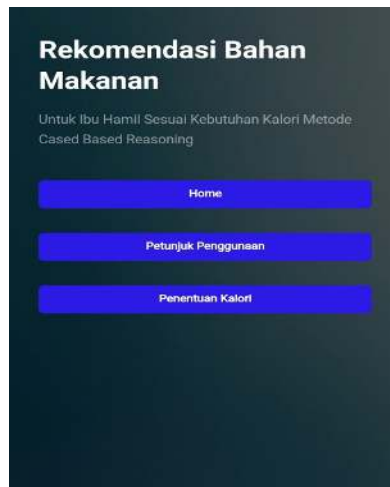 Rekomendasi Bahan
Makanan
Untuk Ibu Hamil Sesuai Kebutuhan Kalori Metode
Cased Based Reasoning
Home
Petunjuk Penggunaan
Penentuan Kalori